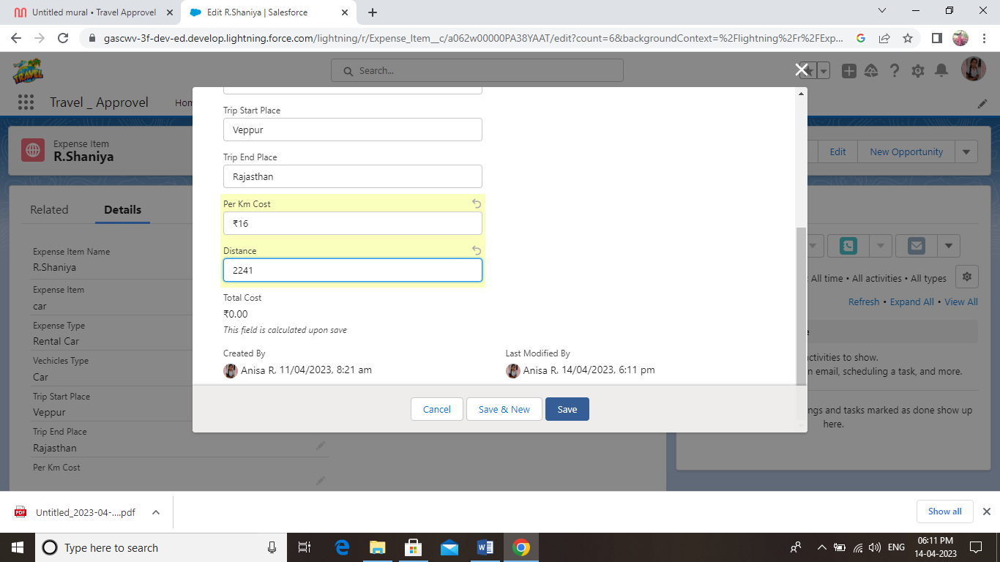 Untitled mural • Travel Approvel
Edit R.Shaniya | Salesforce
gascwv-3f-dev-ed.develop.lightning.force.com/lightning/r/Expense_Item__c/a062w00000PA38YAAT/edit?count=6&backgroundContext=%2Flightning%2Fr%2FExp...
TRAVEL
Search...
Travel _ Approvel
Hom
Expense Item
R.Shaniya
Edit
New Opportunity
Related
Details
Expense Item Name
R.Shaniya
Expense Item
car
Expense Type
Rental Car
Vechicles Type
Car
Trip Start Place
Veppur
Trip End Place
Rajasthan
Per Km Cost
Trip Start Place
Veppur
Trip End Place
Rajasthan
Per Km Cost
₹16
Distance
2241
Total Cost
₹0.00
This field is calculated upon save
Created By
Anisa R, 11/04/2023, 8:21 am
Last Modified By
Anisa R, 14/04/2023, 6:11 pm
Cancel
Save & New
Save
: All time • All activities • All types
Refresh • Expand All • View All
e
ctivities to show.
n email, scheduling a task, and more.
ngs and tasks marked as done show up
here.
PDF
Untitled_2023-04-....pdf
Show all
Type here to search
ENG
06:11 PM
14-04-2023